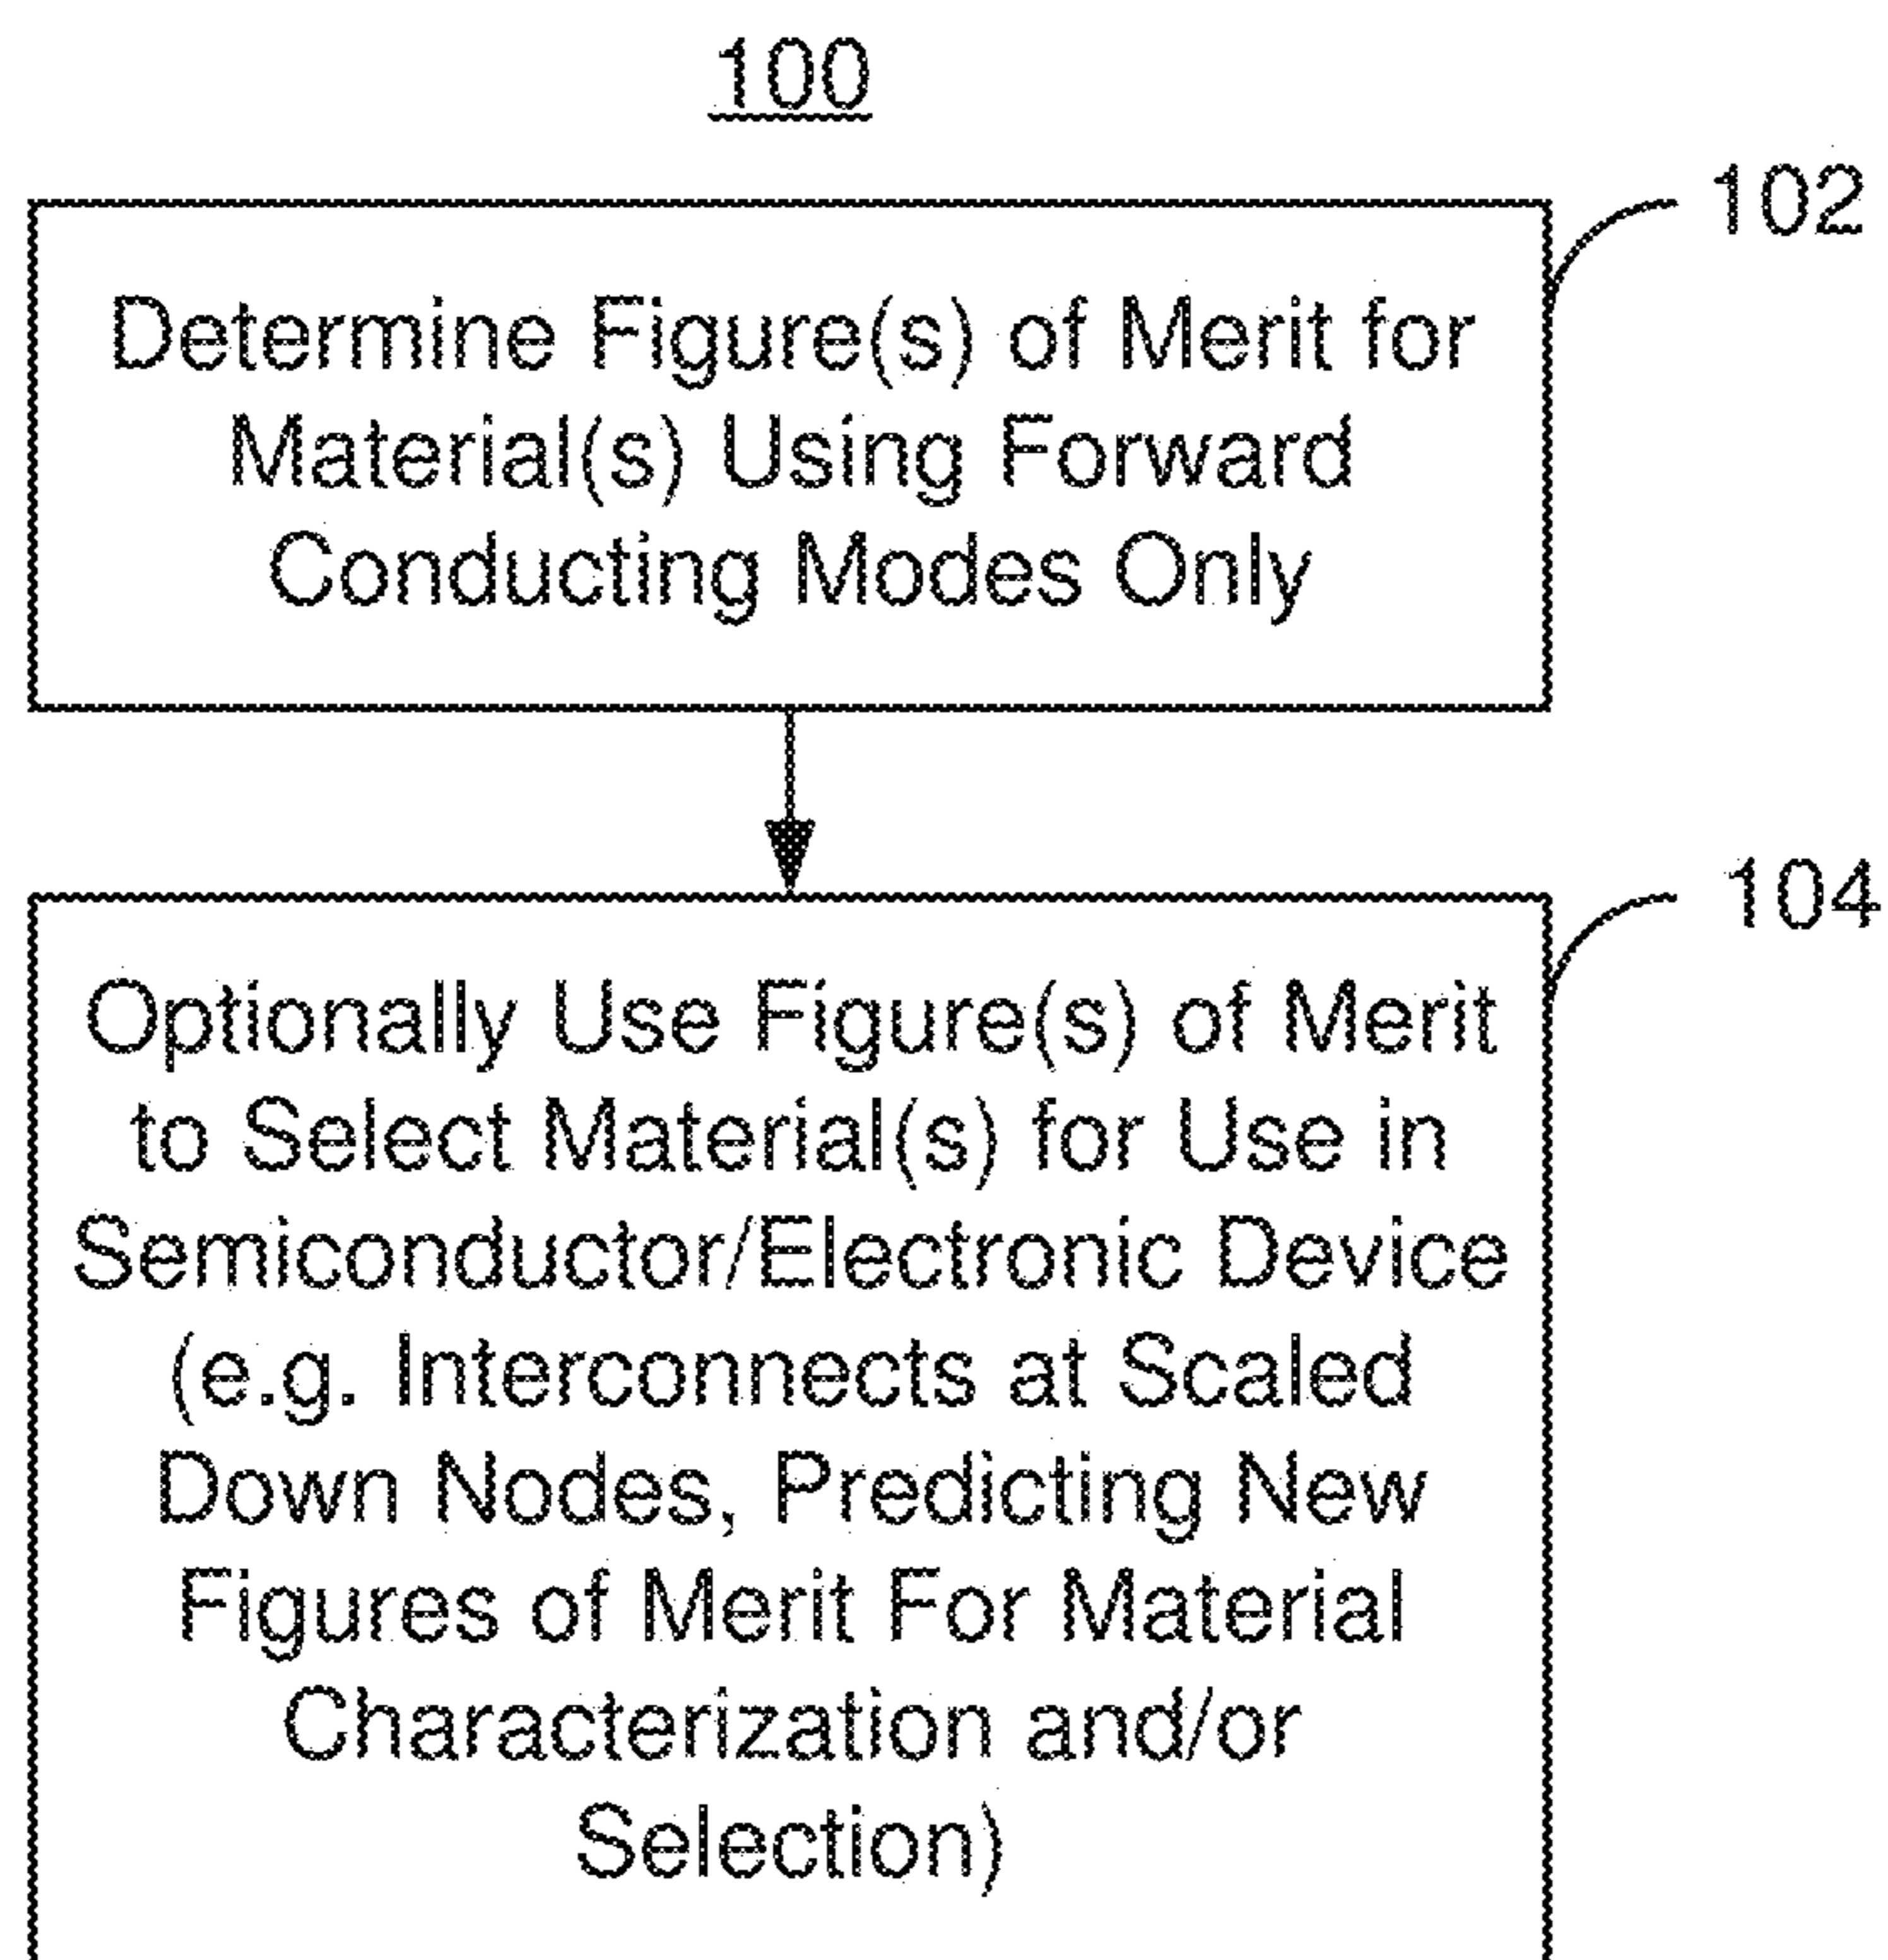 100
102
Determine Figure(s) of Merit for
Material(s) Using Forward
Conducting Modes Only
104
Optionally Use Figure(s) of Merit
to Select Material(s) for Use in
Semiconductor/Electronic Device
(e.g. Interconnects at Scaled
Down Nodes, Predicting New
Figures of Merit For Material
Characterization and/or
Selection)